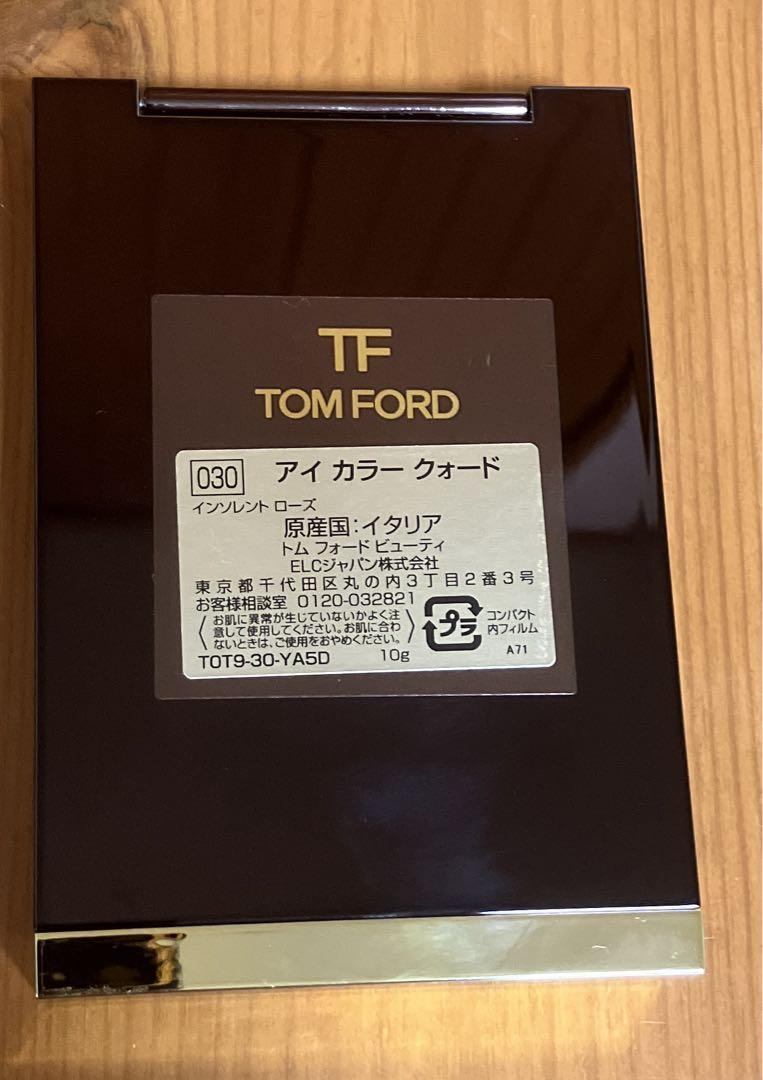 TF
TOM FORD
030 アイ カラー クォード
インソレント ローズ
原産国:イタリア
トム フォード ビューティ
ELCジャパン株式会社
東京都千代田区丸の内3丁目2番3号
お客様相談室 0120-032821
お肌に異常が生じていないかよく注
意して使用してください。お肌に合わ
ないときは、ご使用をおやめください。
プラ
コンパクト
内フィルム
T0T9-30-YA5D 10g A71